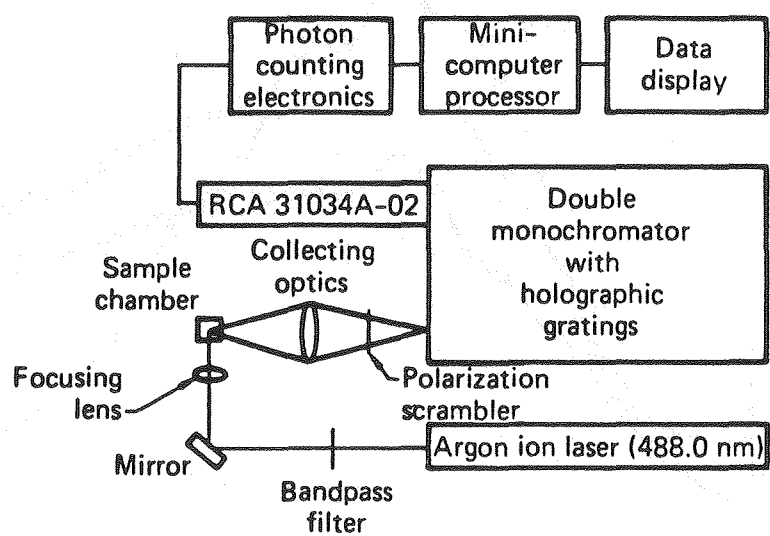 Photon
counting
electronics
Mini-
computer
processor
Data
display
RCA 31034A-02
Double
monochromator
with
holographic
gratings
Collecting
optics
Sample
chamber
Focusing
lens
Polarization
scrambler
Mirror
Argon ion laser (488.0 nm)
Bandpass
filter